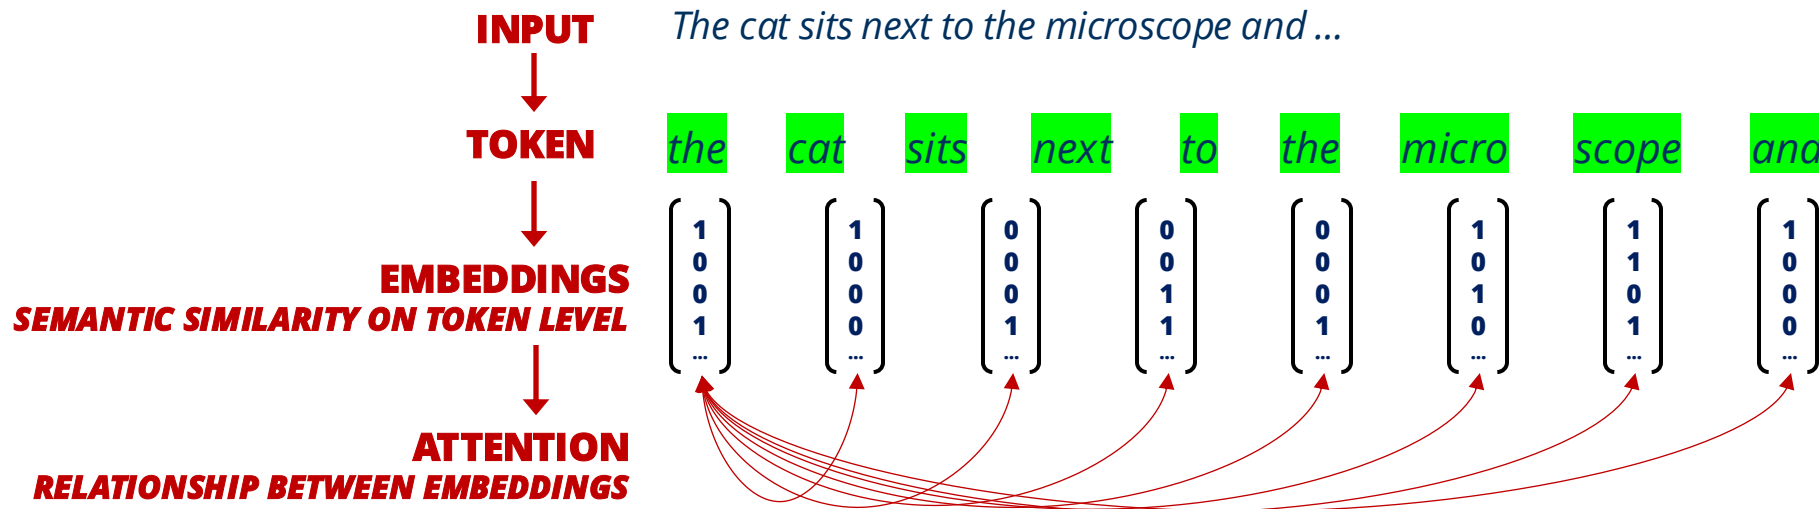 INPUT
The cat sits next to the microscope and ...
TOKEN
the cat sits next to the micro scope and
EMBEDDINGS
SEMANTIC SIMILARITY ON TOKEN LEVEL
1 1 0 0 0 1 1 1
0 0 0 0 0 0 1 0
0 0 0 1 0 1 0 0
1 0 1 1 1 0 1 0
... ... ... ... ... ... ... ...
ATTENTION
RELATIONSHIP BETWEEN EMBEDDINGS